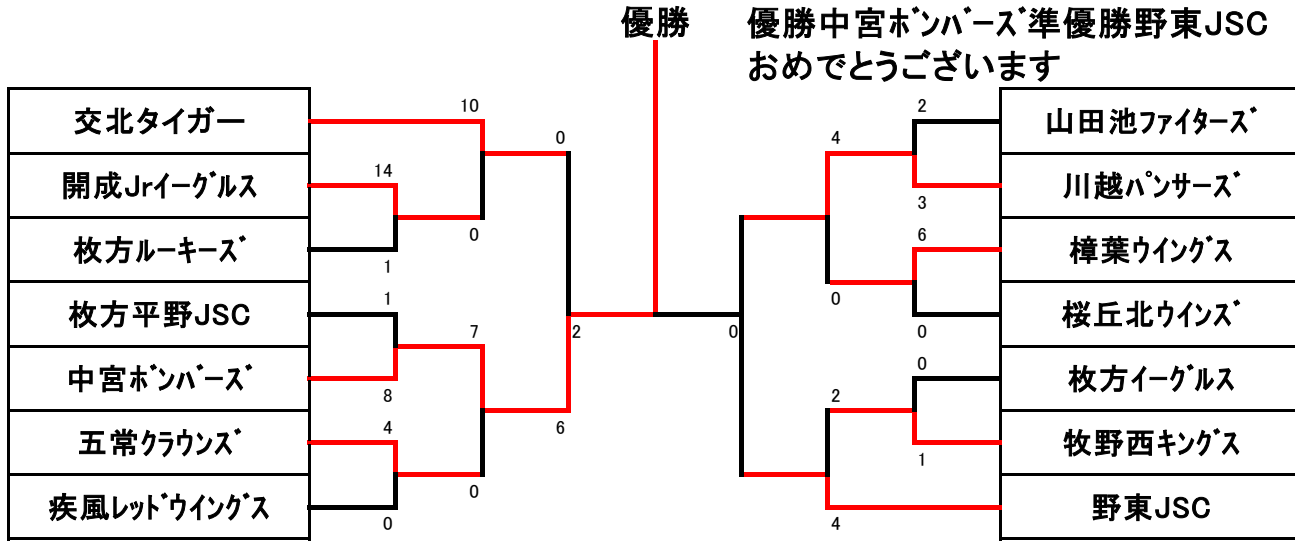 優勝
優勝中宮ﾎﾞﾝﾊﾞｰｽﾞ準優勝野東JSC
おめでとうございます
交北タイガー
開成Jrイーグﾙス
枚方ルーキーズ
枚方平野JSC
中宮ﾎﾞﾝﾊﾞｰズ
五常ｸラウンズ
疾風ﾚｯﾄﾞウイングス
10
14
1
0
1
8
7
4
0
0
0
6
2
0
2
3
4
6
0
0
0
1
2
4
山田池ﾌｧイターズ
川越パンサーズ
樟葉ウイングス
桜丘北ウインズ
枚方イーグルス
牧野西キングス
野東JSC